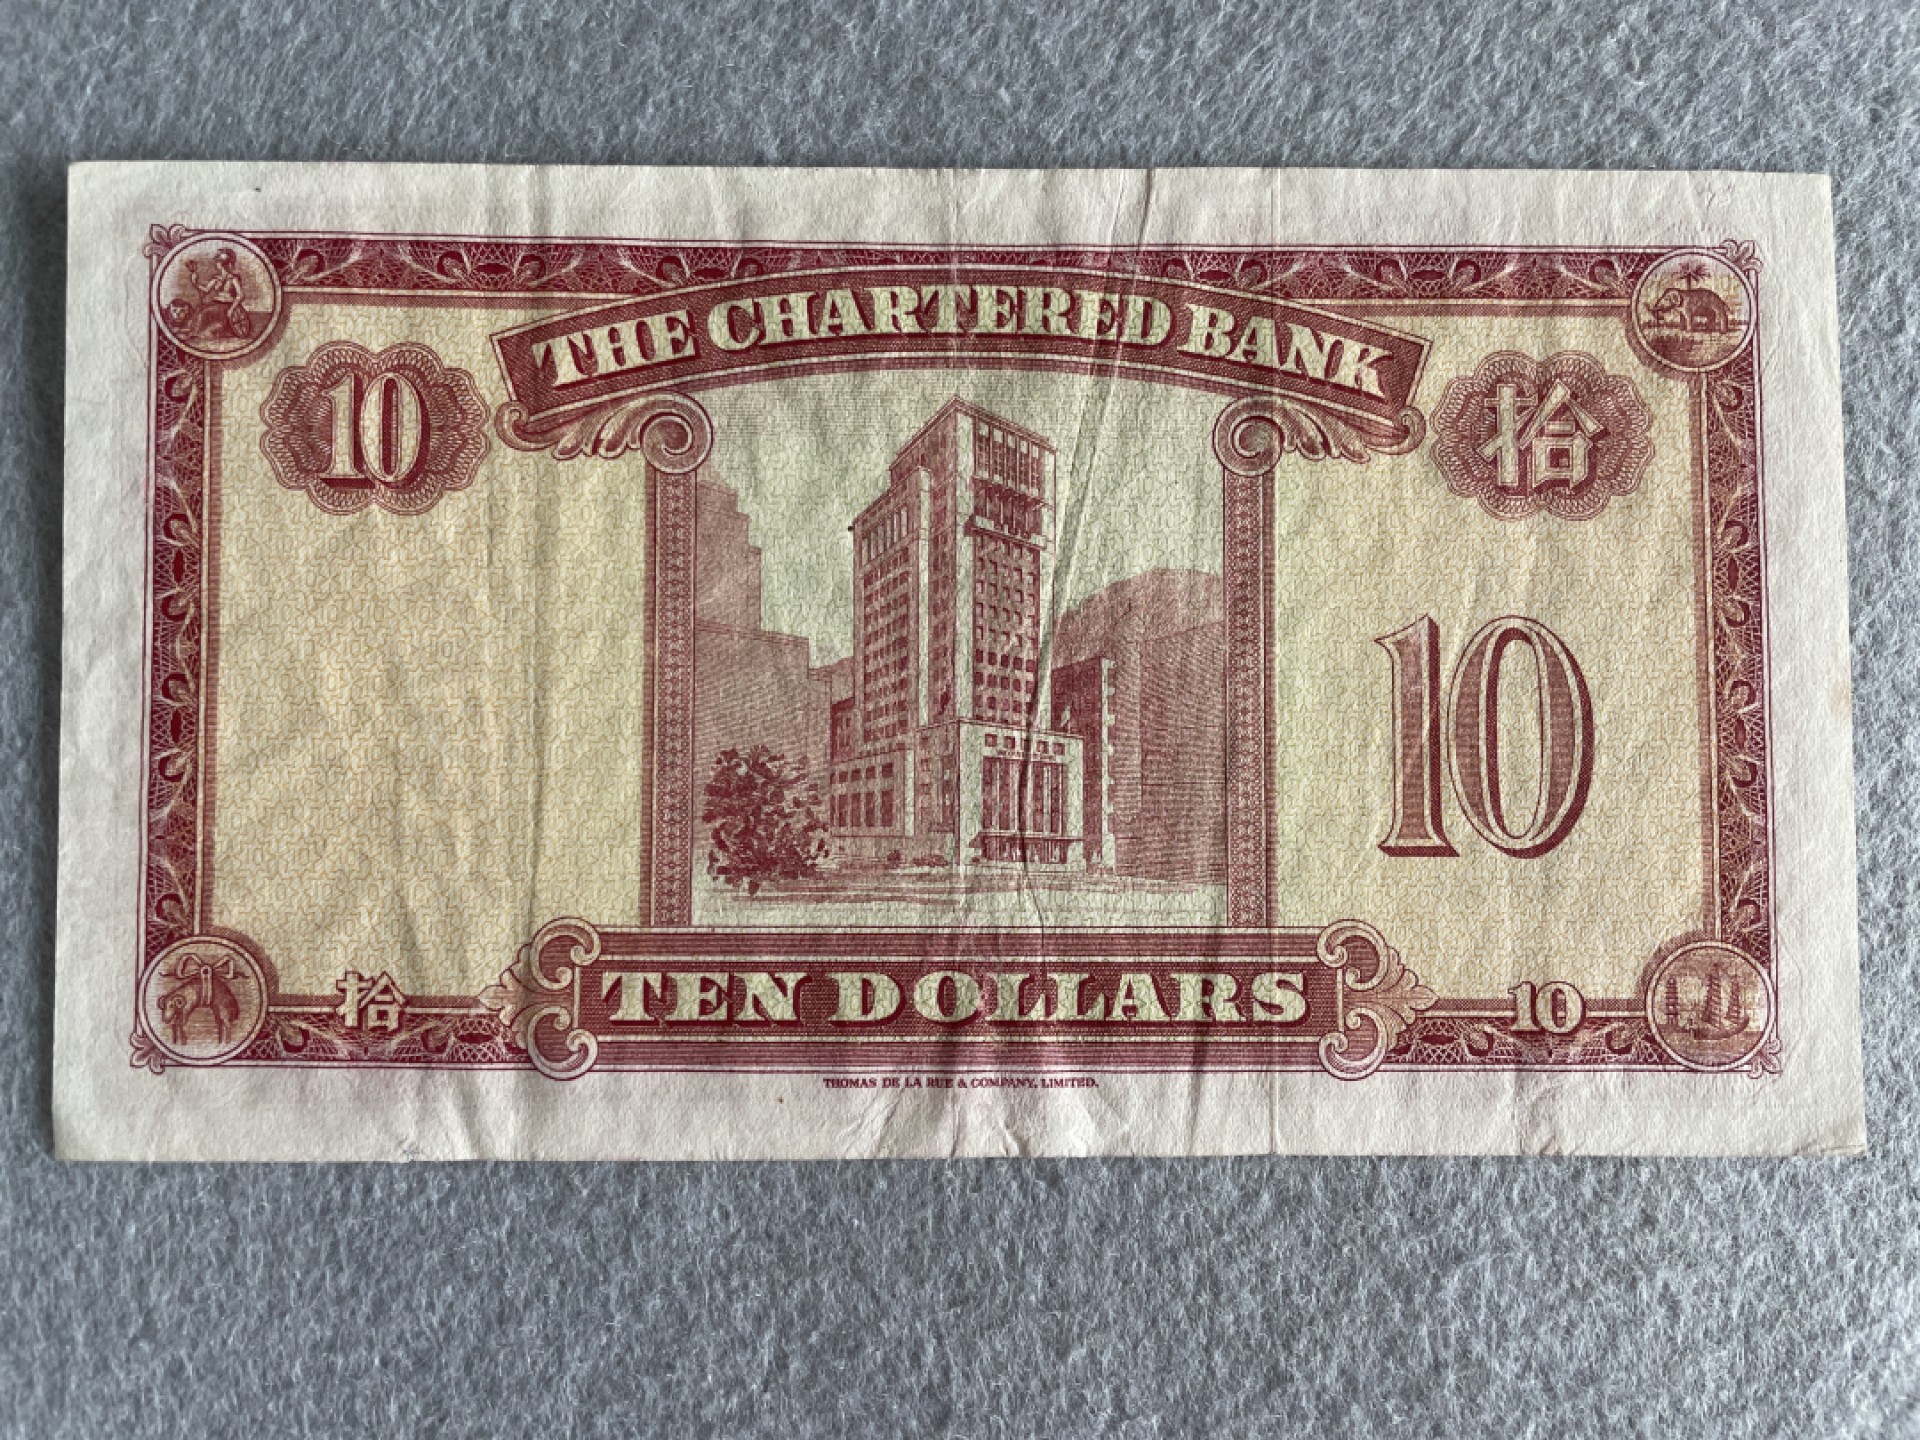 THE CHARTERED BANK
10
拾
10
TEN DOLLARS
拾
10
THOMAS DE LA RUE & COMPANY, LIMITED.